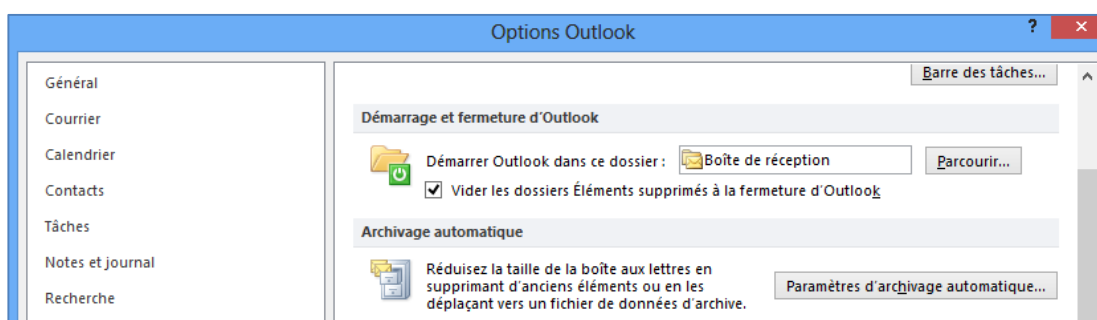 Options Outlook
?
Général
Courrier
Calendrier
Contacts
Tâches
Notes et journal
Recherche
Barre des tâches...
Démarrage et fermeture d'Outlook
Démarrer Outlook dans ce dossier : Boîte de réception Parcourir...
Vider les dossiers Éléments supprimés à la fermeture d'Outlook
Archivage automatique
Réduisez la taille de la boîte aux lettres en
supprimant d'anciens éléments ou en les
déplaçant vers un fichier de données d'archive.
Paramètres d'archivage automatique...